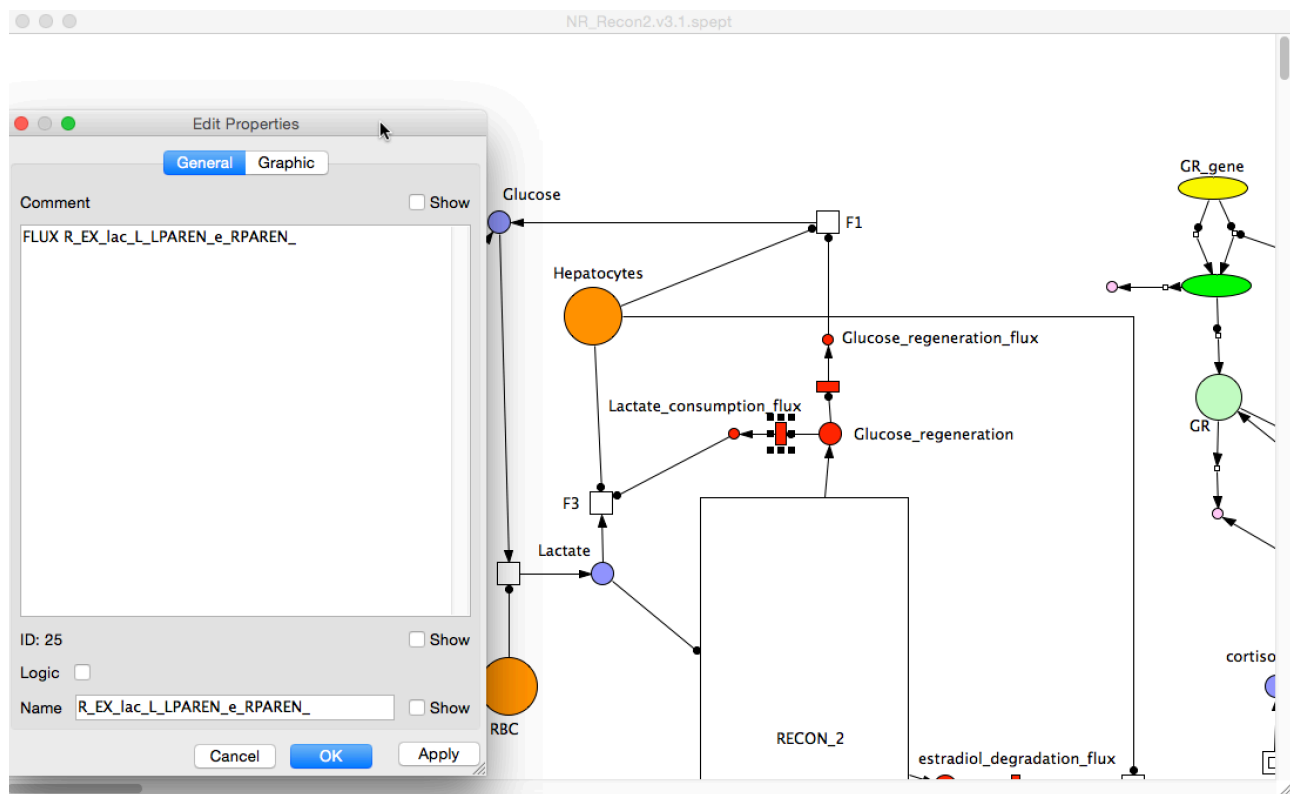 NR_Recon2.v3.1.spept
Edit Properties
General Graphic
Comment Show
FLUX R_EX_lac_L_LPAREN_e_RPAREN_
ID: 25 Show
Logic
Name R_EX_lac_L_LPAREN_e_RPAREN_ Show
Cancel OK Apply
Glucose
F1
GR_gene
Hepatocytes
Glucose_regeneration_flux
Lactate_consumption_flux
Glucose_regeneration
GR
F3
Lactate
RBC
RECON_2
cortiso
estradiol_degradation_flux